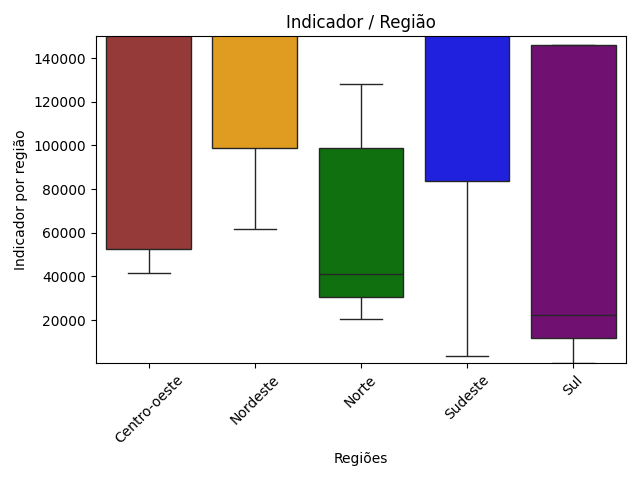 Indicador / Região
Indicador por região
140000
120000
100000
80000
60000
40000
20000
Centro-oeste
Nordeste
Norte
Sudeste
Sul
Regiões